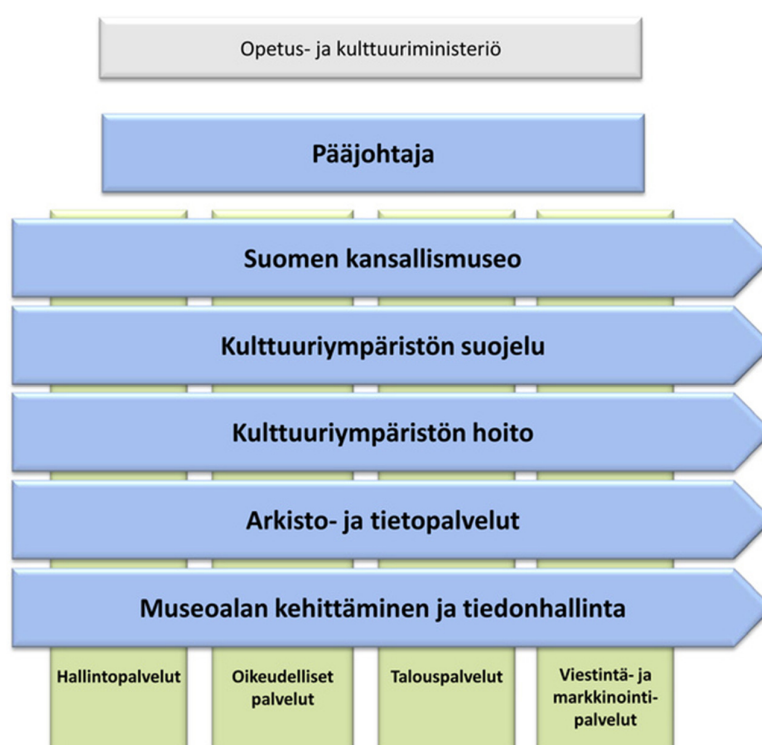 Opetus- ja kulttuuriministeriö
Pääjohtaja
Suomen kansallismuseo
Kulttuuriympäristön suojelu
Kulttuuriympäristön hoito
Arkisto- ja tietopalvelut
Museoalan kehittäminen ja tiedonhallinta
Hallintopalvelut
Oikeudelliset
palvelut
Talouspalvelut
Viestintä- ja
markkinointi-
palvelut